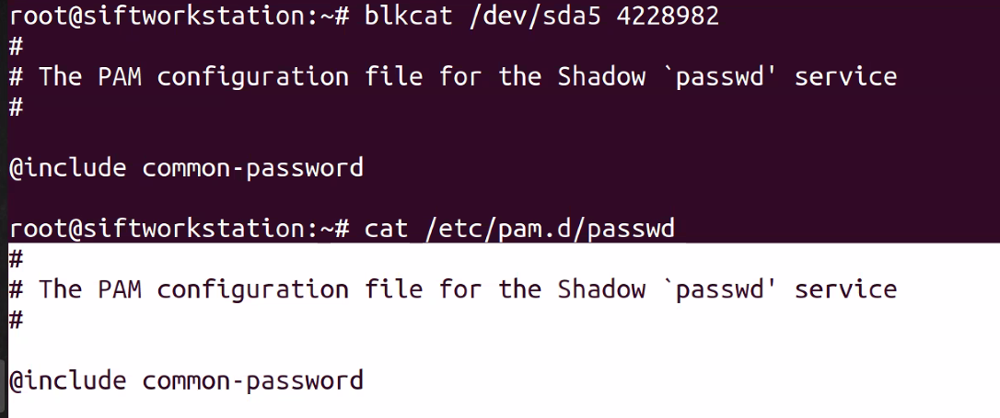 root@siftworkstation:~# blkcat /dev/sda5 4228982
#
# The PAM configuration file for the Shadow `passwd' service
#
@include common-password
root@siftworkstation:~# cat /etc/pam.d/passwd
#
# The PAM configuration file for the Shadow `passwd' service
#
@include common-password